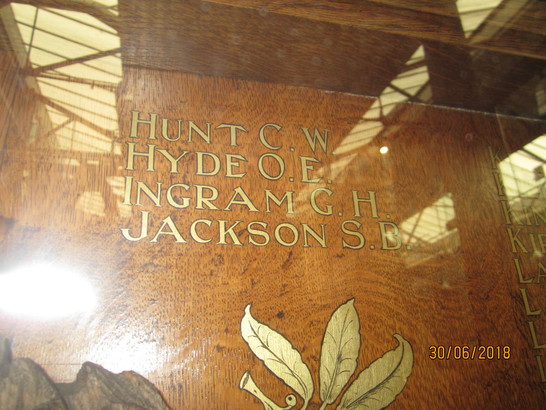 HUNT C. W.
HYDE O. E.
INGRAM G. H.
JACKSON S. B.
30/06/2018